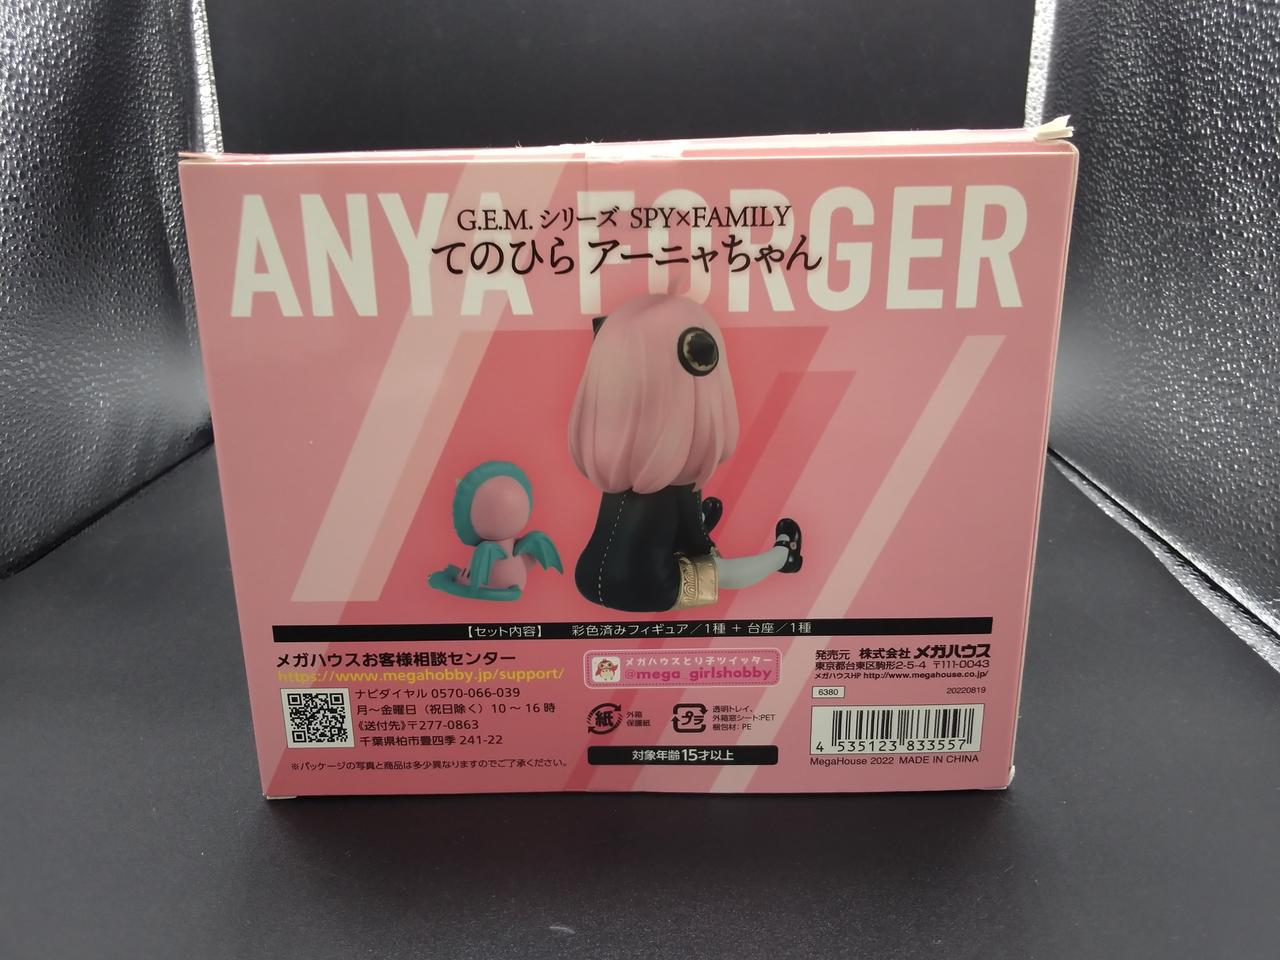 ANYA FORGER
G.E.M. シリーズ SPY×FAMILY
てのひら アーニャちゃん
【セット内容】 彩色済みフィギュア／1種 + 台座／1種
メガハウスお客様相談センター
https://www.megahobby.jp/support/
ナビダイヤル 0570-066-039
月〜金曜日（祝日除く）10〜16時
《送付先》〒277-0863
千葉県柏市豊四季 241-22
※パッケージの写真と商品は多少異なりますのでご了承ください。
メガハウスとり子ツイッター
@mega_girlshobby
紙
外箱
保護紙
プラ
透明トレイ、
外箱窓シート:PET
梱包材: PE
対象年齢15才以上
発売元 株式会社 メガハウス
東京都台東区駒形2-5-4 〒111-0043
メガハウスHP http://www.megahouse.co.jp/
6380
20220819
4 535123 833557
MegaHouse 2022 MADE IN CHINA